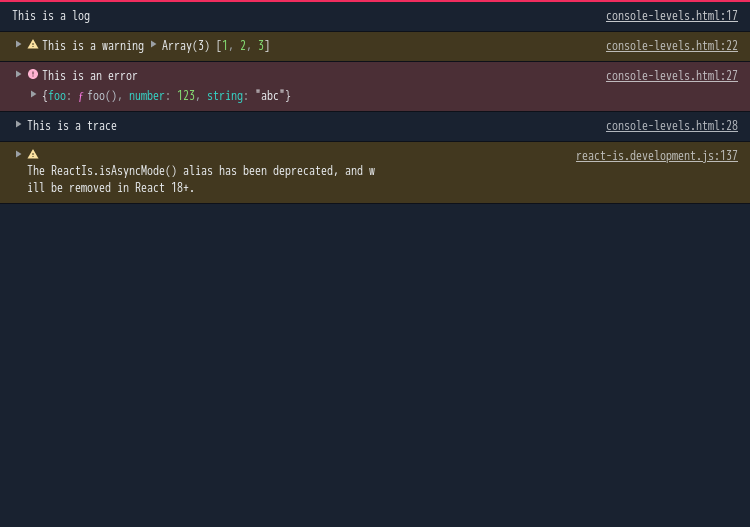 This is a log console-levels.html:17
This is a warning Array(3) [1, 2, 3] console-levels.html:22
This is an error console-levels.html:27
{foo: ƒ foo(), number: 123, string: "abc"}
This is a trace console-levels.html:28
react-is.development.js:137
The ReactIs.isAsyncMode() alias has been deprecated, and w
ill be removed in React 18+.